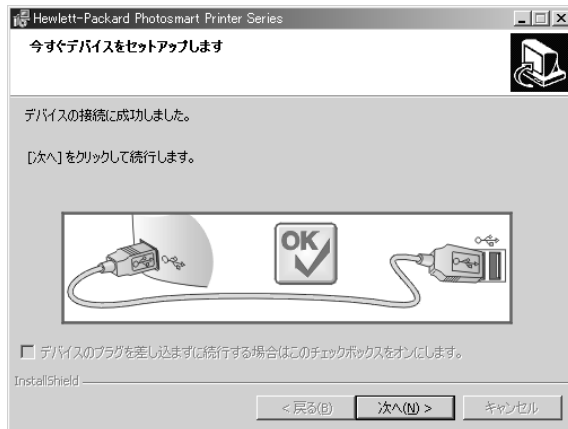 Hewlett-Packard Photosmart Printer Series
今すぐデバイスをセットアップします
デバイスの接続に成功しました。
[次へ] をクリックして続行します。
OK
デバイスのプラグを差し込まずに続行する場合はこのチェックボックスをオンにします。
InstallShield
< 戻る(B)
次へ(N) >
キャンセル